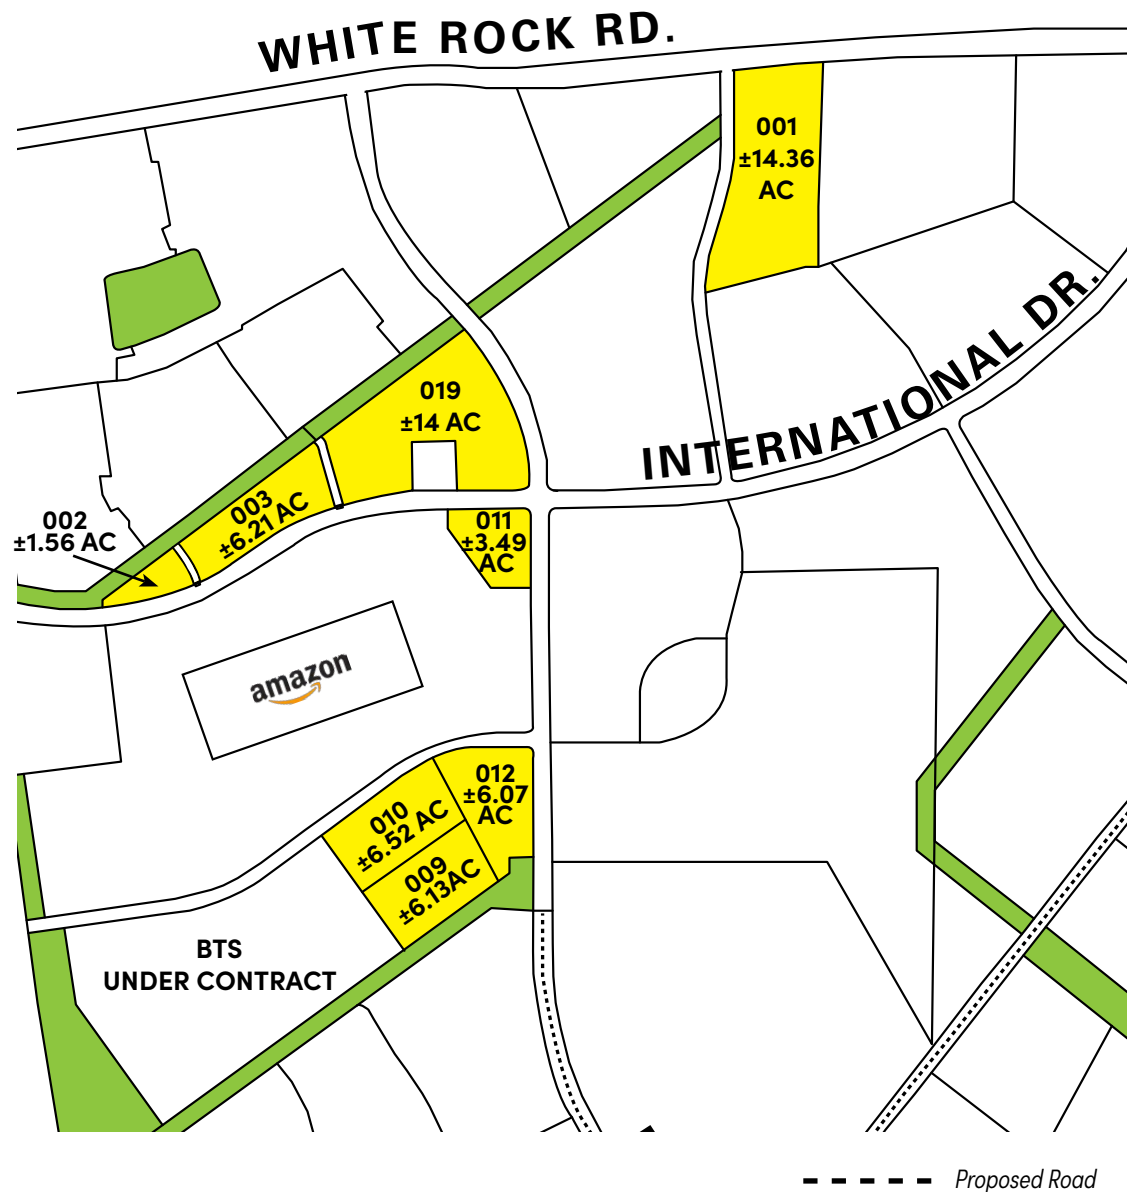 WHITE ROCK RD.
001
±14.36
AC
INTERNATIONAL DR.
019
±14 AC
003
±6.21 AC
002
±1.56 AC
011
±3.49
AC
amazon
012
±6.07
AC
010
±6.52 AC
009
±6.13AC
BTS
UNDER CONTRACT
Proposed Road